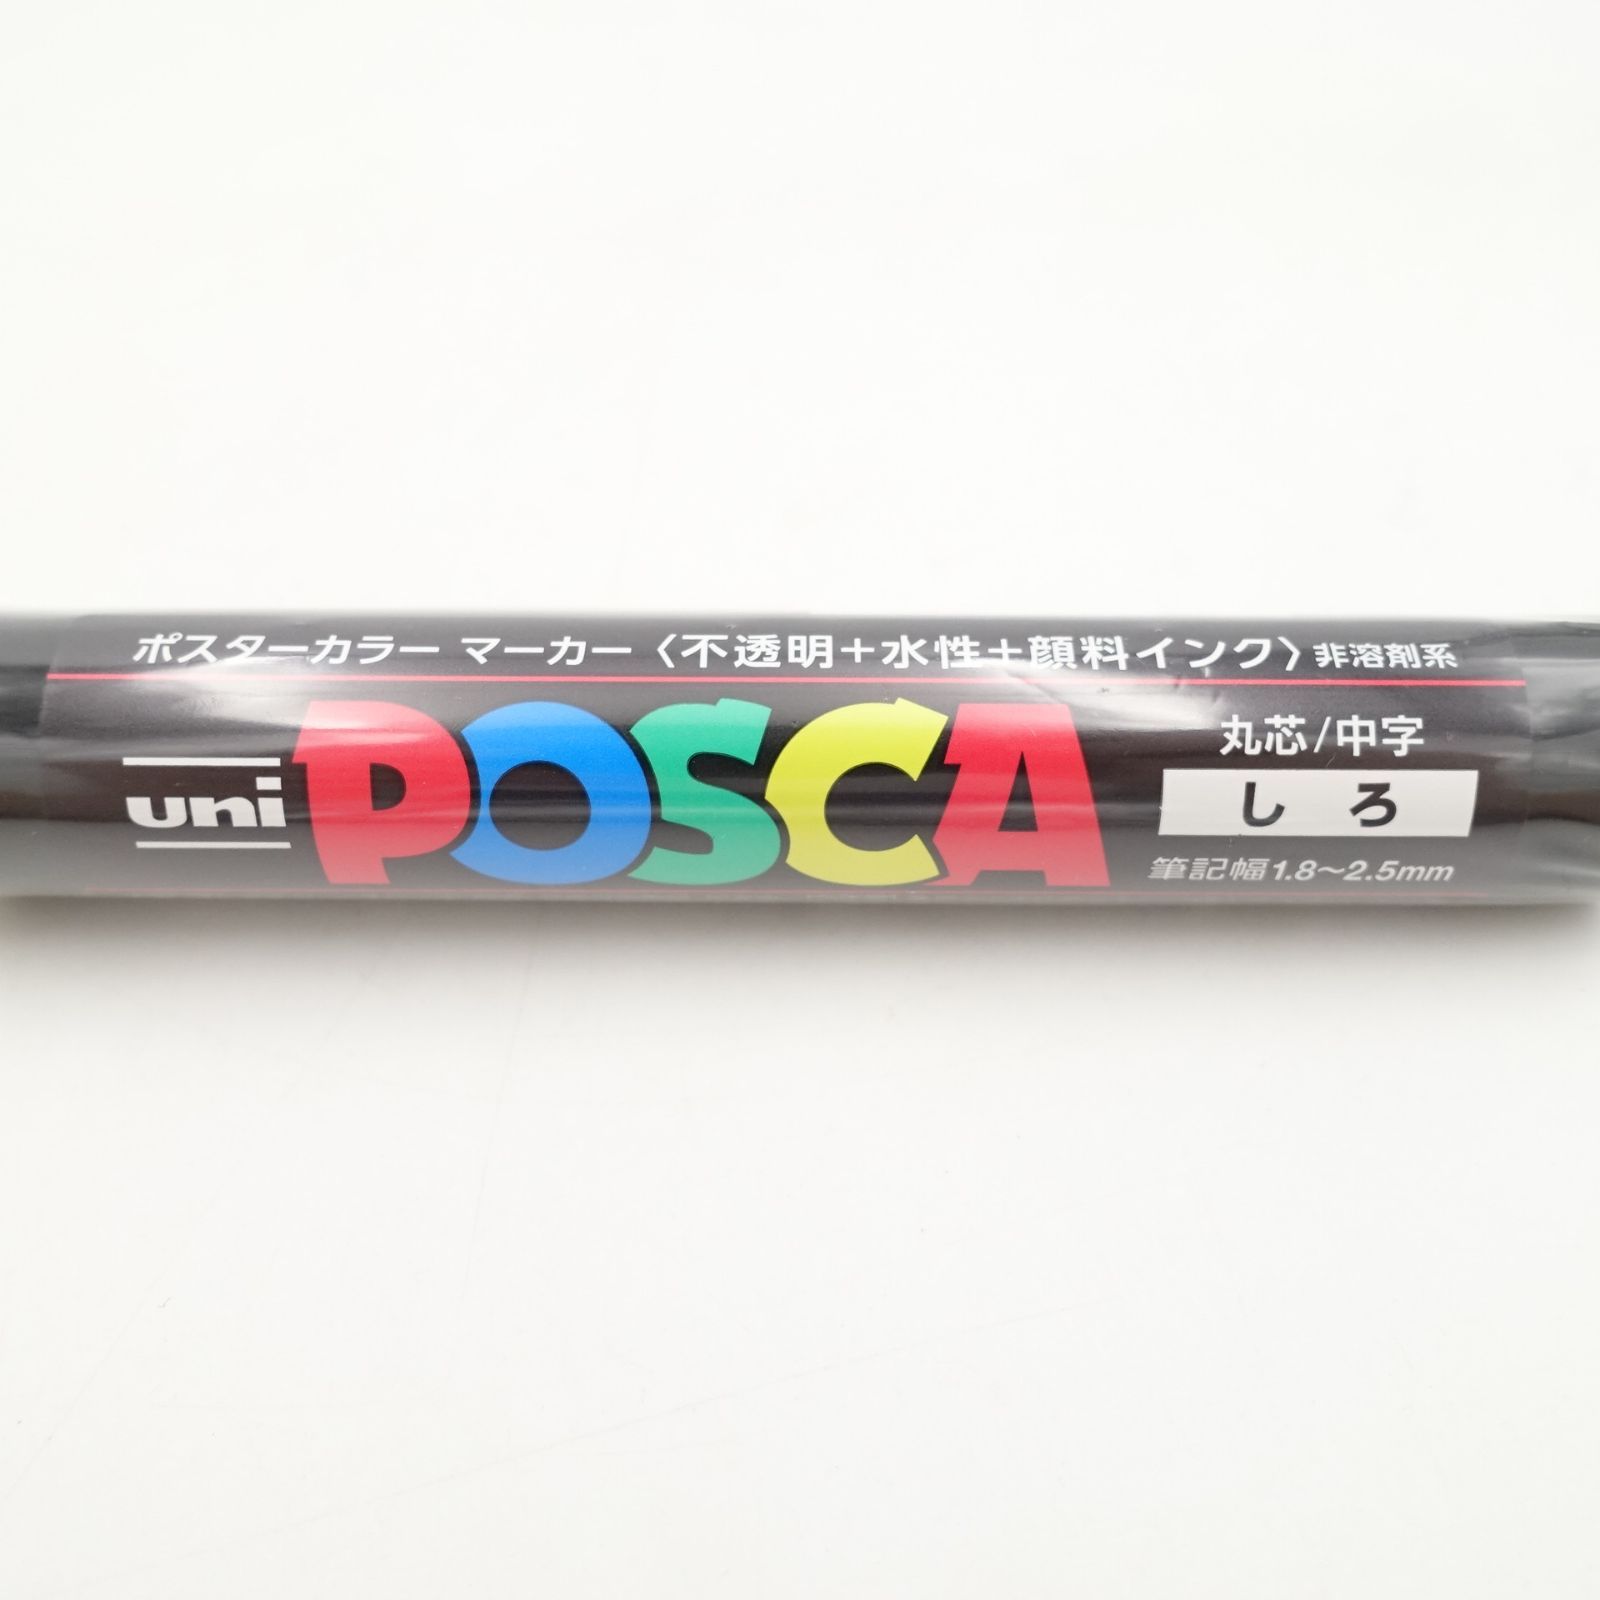 ポスターカラー マーカー〈不透明+水性+顔料インク〉非溶剤系
uni
POSCA
丸芯/中字
しろ
筆記幅1.8～2.5mm